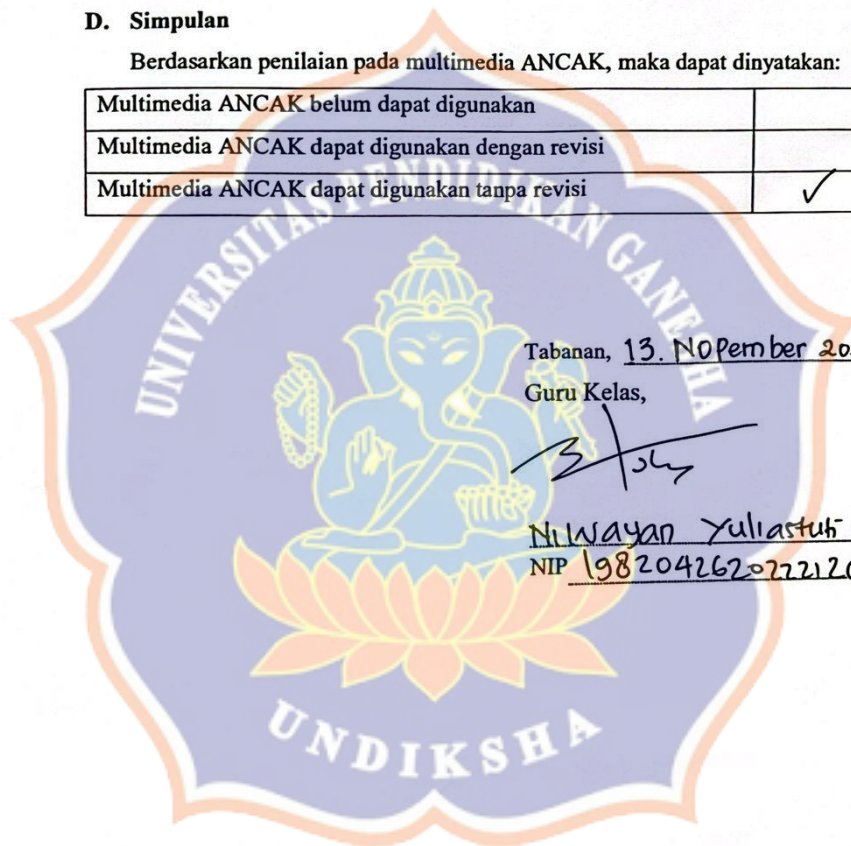 D. Simpulan
Berdasarkan penilaian pada multimedia ANCAK, maka dapat dinyatakan:
Multimedia ANCAK belum dapat digunakan
Multimedia ANCAK dapat digunakan dengan revisi
Multimedia ANCAK dapat digunakan tanpa revisi ✓
UNIVERSITAS PENDIDIKAN GANESHA
Tabanan, 13. NOPember 20
Guru Kelas,
Ni Wayan Yuliastuti
NIP 1982042620222120
UNDIKSHA